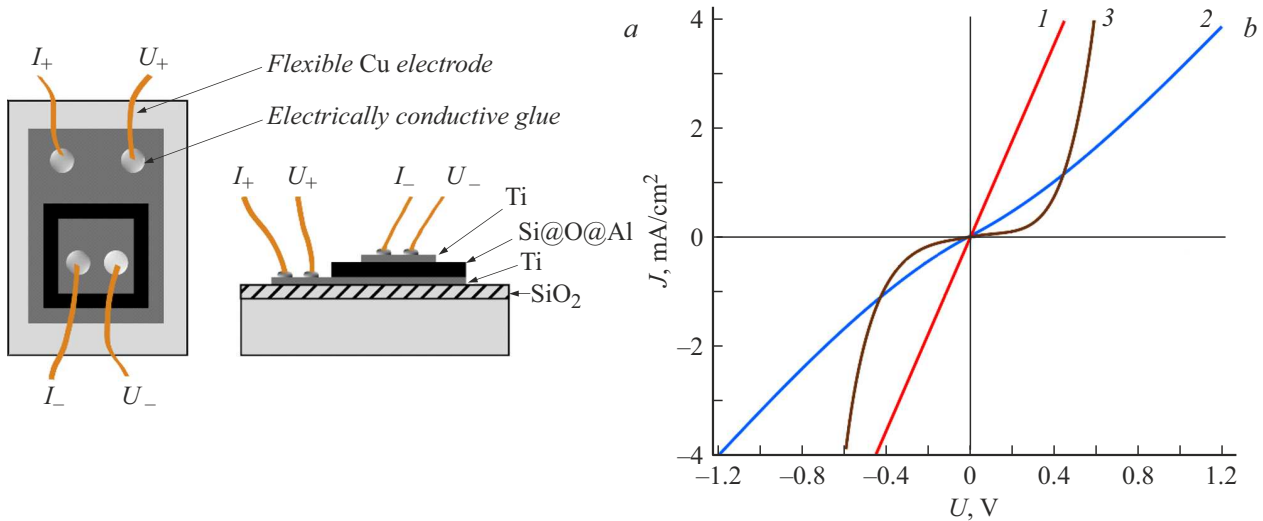 a
I+ U+
Flexible Cu electrode
Electrically conductive glue
I− U−
I+ U+ I− U−
Ti
Si@O@Al
Ti
SiO2
b
1 3 2
4
2
0
−2
−4
J, mA/cm2
−1.2 −0.8 −0.4 0 0.4 0.8 1.2
U, V